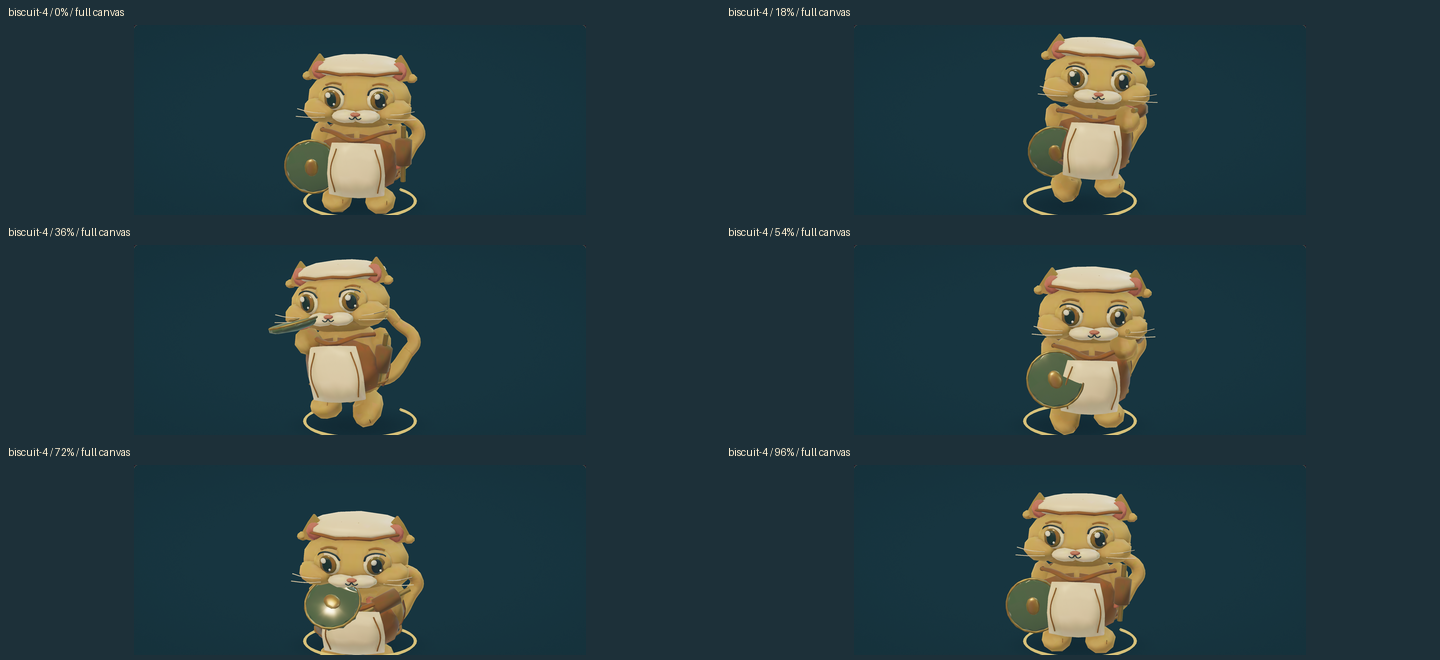 biscuit-4 / 0% / full canvas
biscuit-4 / 18% / full canvas
biscuit-4 / 36% / full canvas
biscuit-4 / 54% / full canvas
biscuit-4 / 72% / full canvas
biscuit-4 / 96% / full canvas